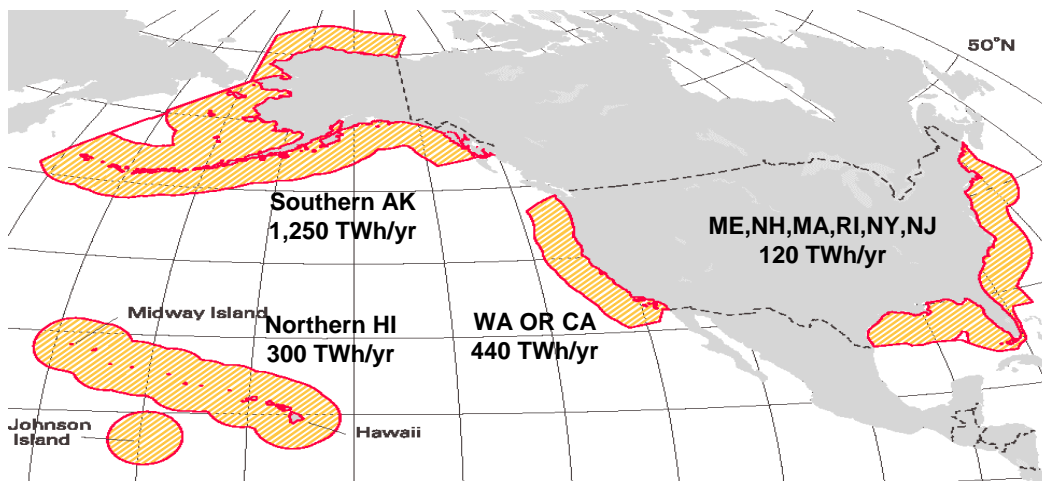 50°N
Southern AK
1,250 TWh/yr
ME,NH,MA,RI,NY,NJ
120 TWh/yr
Midway Island
Northern HI
300 TWh/yr
WA OR CA
440 TWh/yr
Johnson
Island
Hawaii